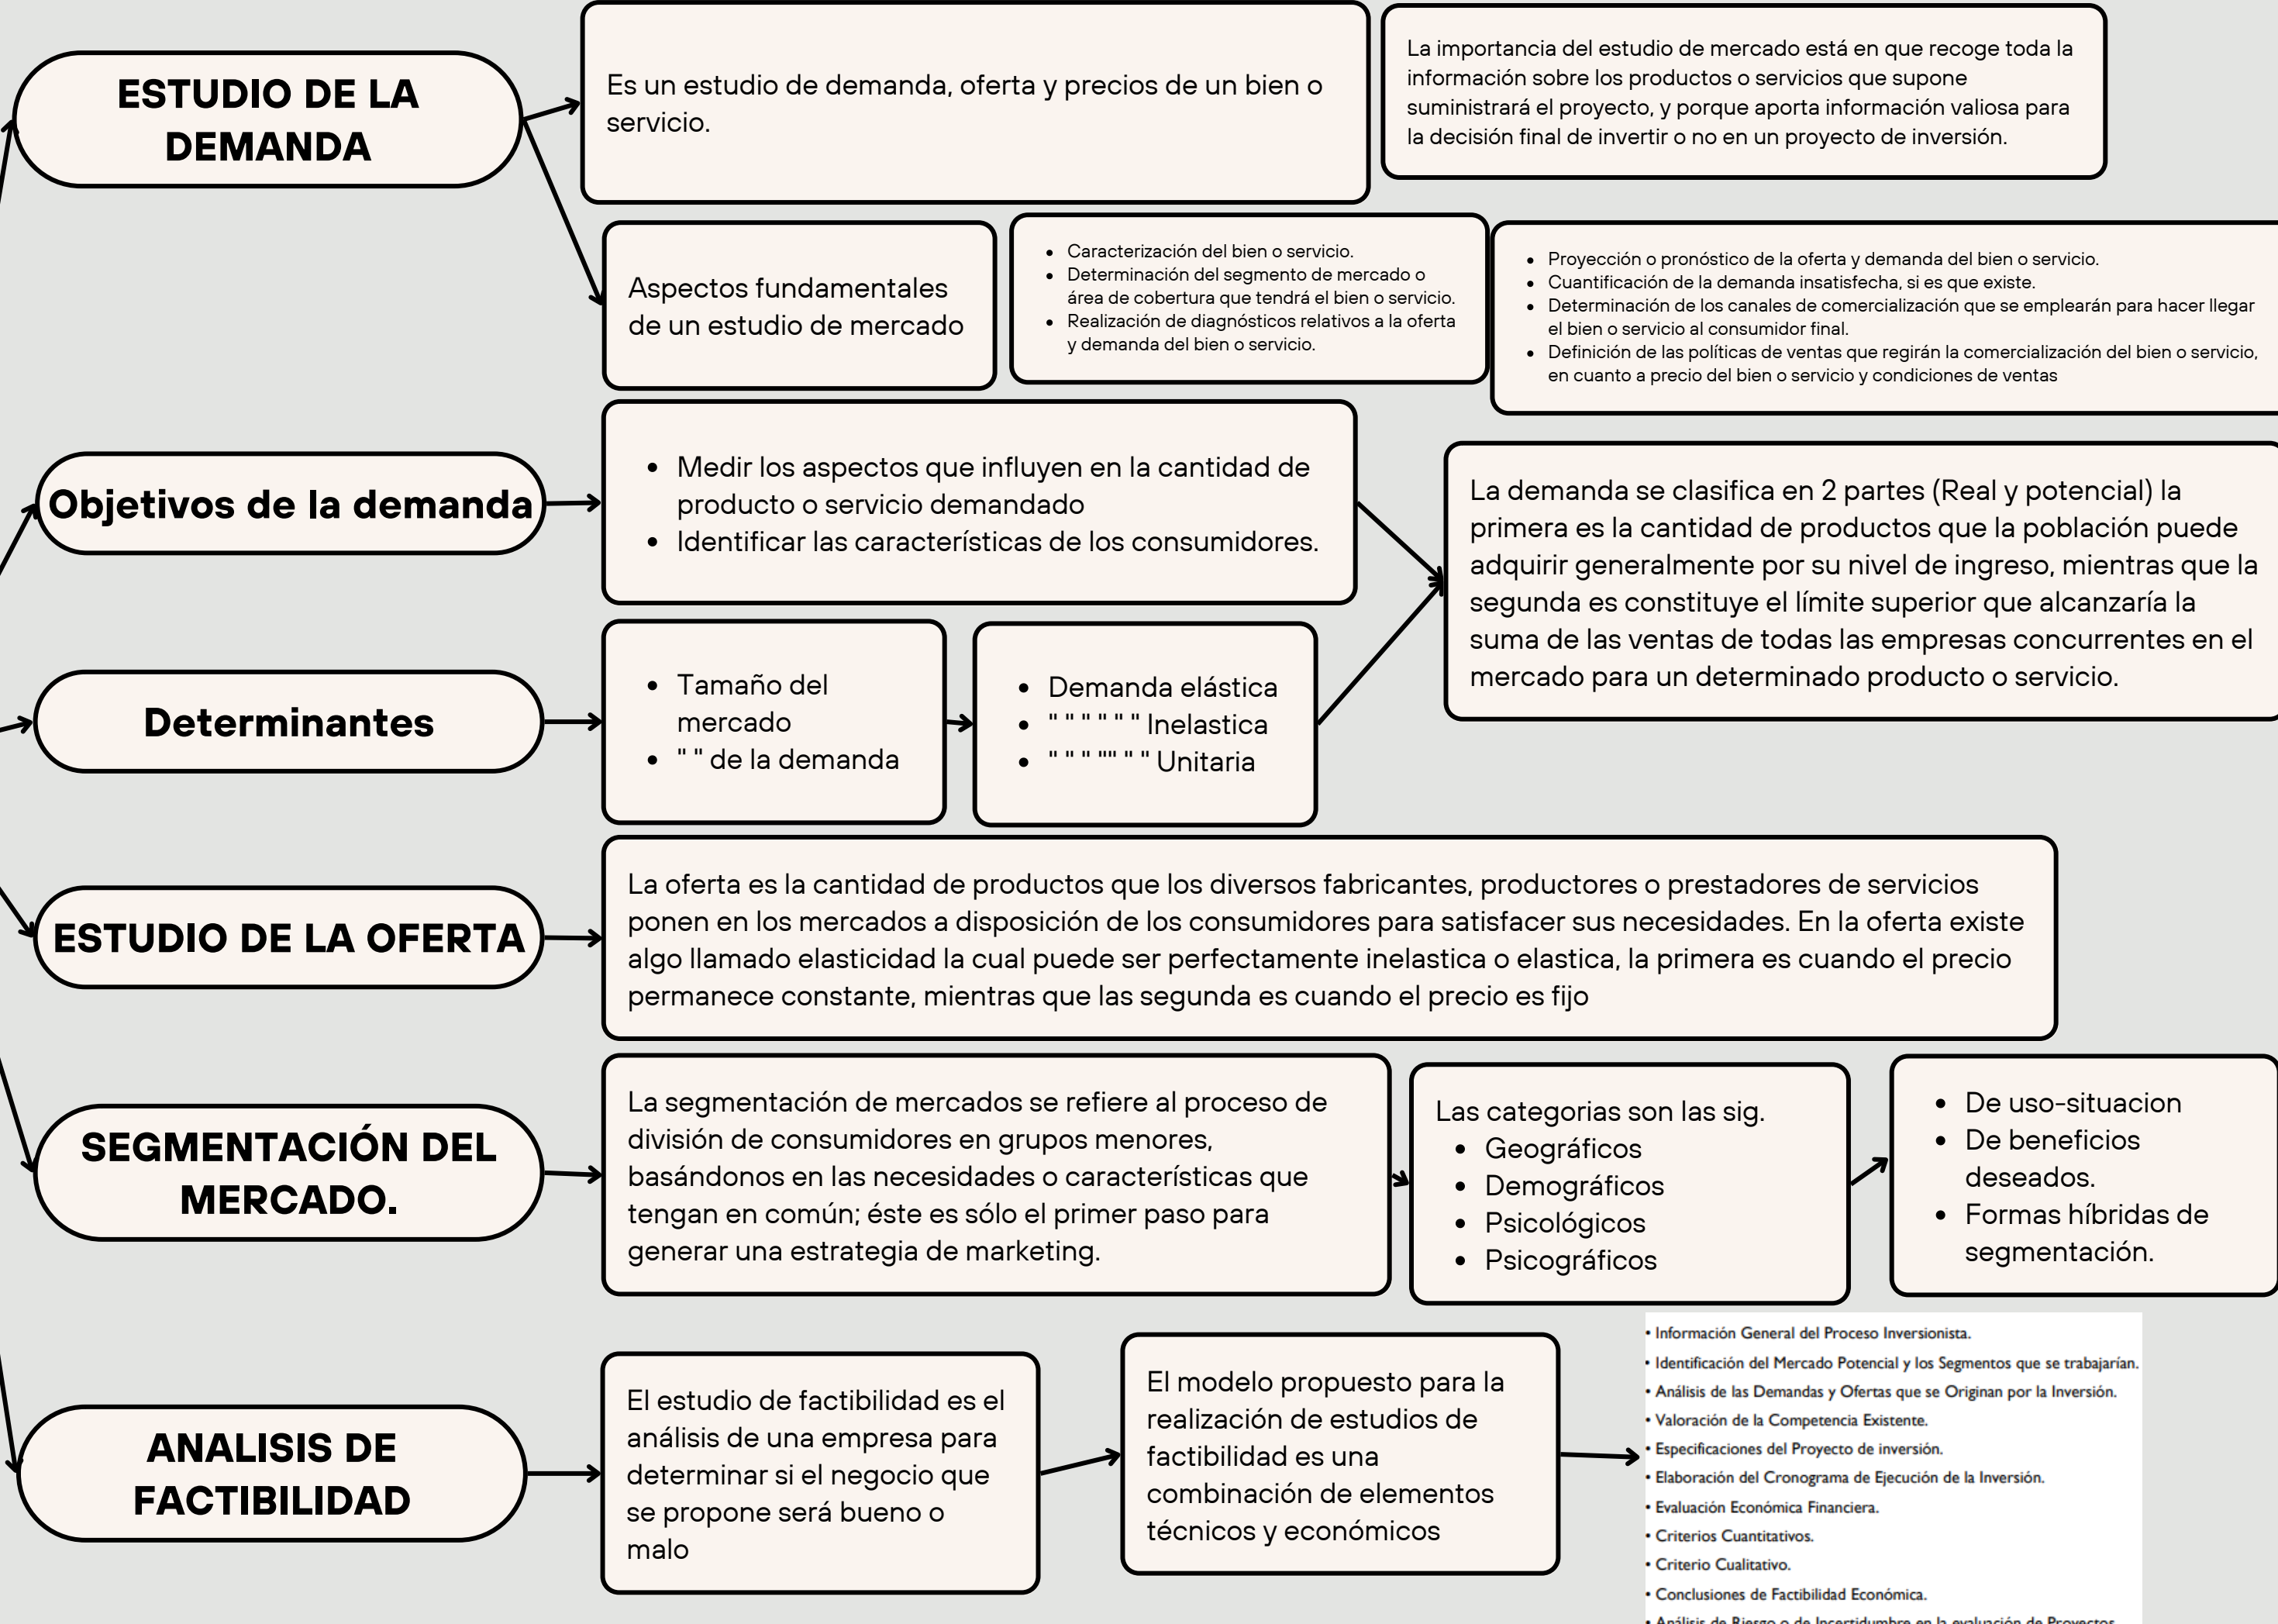 ESTUDIO DE LA
DEMANDA
Es un estudio de demanda, oferta y precios de un bien o
servicio.
La importancia del estudio de mercado está en que recoge toda la
información sobre los productos o servicios que supone
suministrará el proyecto, y porque aporta información valiosa para
la decisión final de invertir o no en un proyecto de inversión.
Aspectos fundamentales
de un estudio de mercado
• Caracterización del bien o servicio.
• Determinación del segmento de mercado o
área de cobertura que tendrá el bien o servicio.
• Realización de diagnósticos relativos a la oferta
y demanda del bien o servicio.
• Proyección o pronóstico de la oferta y demanda del bien o servicio.
• Cuantificación de la demanda insatisfecha, si es que existe.
• Determinación de los canales de comercialización que se emplearán para hacer llegar
el bien o servicio al consumidor final.
• Definición de las políticas de ventas que regirán la comercialización del bien o servicio,
en cuanto a precio del bien o servicio y condiciones de ventas
Objetivos de la demanda
• Medir los aspectos que influyen en la cantidad de
producto o servicio demandado
• Identificar las características de los consumidores.
La demanda se clasifica en 2 partes (Real y potencial) la
primera es la cantidad de productos que la población puede
adquirir generalmente por su nivel de ingreso, mientras que la
segunda es constituye el límite superior que alcanzaría la
suma de las ventas de todas las empresas concurrentes en el
mercado para un determinado producto o servicio.
Determinantes
• Tamaño del
mercado
• " " de la demanda
• Demanda elástica
• " " " " " " Inelastica
• " " " "" " " Unitaria
ESTUDIO DE LA OFERTA
La oferta es la cantidad de productos que los diversos fabricantes, productores o prestadores de servicios
ponen en los mercados a disposición de los consumidores para satisfacer sus necesidades. En la oferta existe
algo llamado elasticidad la cual puede ser perfectamente inelastica o elastica, la primera es cuando el precio
permanece constante, mientras que las segunda es cuando el precio es fijo
SEGMENTACIÓN DEL
MERCADO.
La segmentación de mercados se refiere al proceso de
división de consumidores en grupos menores,
basándonos en las necesidades o características que
tengan en común; éste es sólo el primer paso para
generar una estrategia de marketing.
Las categorias son las sig.
• Geográficos
• Demográficos
• Psicológicos
• Psicográficos
• De uso-situacion
• De beneficios
deseados.
• Formas híbridas de
segmentación.
ANALISIS DE
FACTIBILIDAD
El estudio de factibilidad es el
análisis de una empresa para
determinar si el negocio que
se propone será bueno o
malo
El modelo propuesto para la
realización de estudios de
factibilidad es una
combinación de elementos
técnicos y económicos
• Información General del Proceso Inversionista.
• Identificación del Mercado Potencial y los Segmentos que se trabajarían.
• Análisis de las Demandas y Ofertas que se Originan por la Inversión.
• Valoración de la Competencia Existente.
• Especificaciones del Proyecto de inversión.
• Elaboración del Cronograma de Ejecución de la Inversión.
• Evaluación Económica Financiera.
• Criterios Cuantitativos.
• Criterio Cualitativo.
• Conclusiones de Factibilidad Económica.
• Análisis de Riesgo o de Incertidumbre en la evaluación de Proyectos